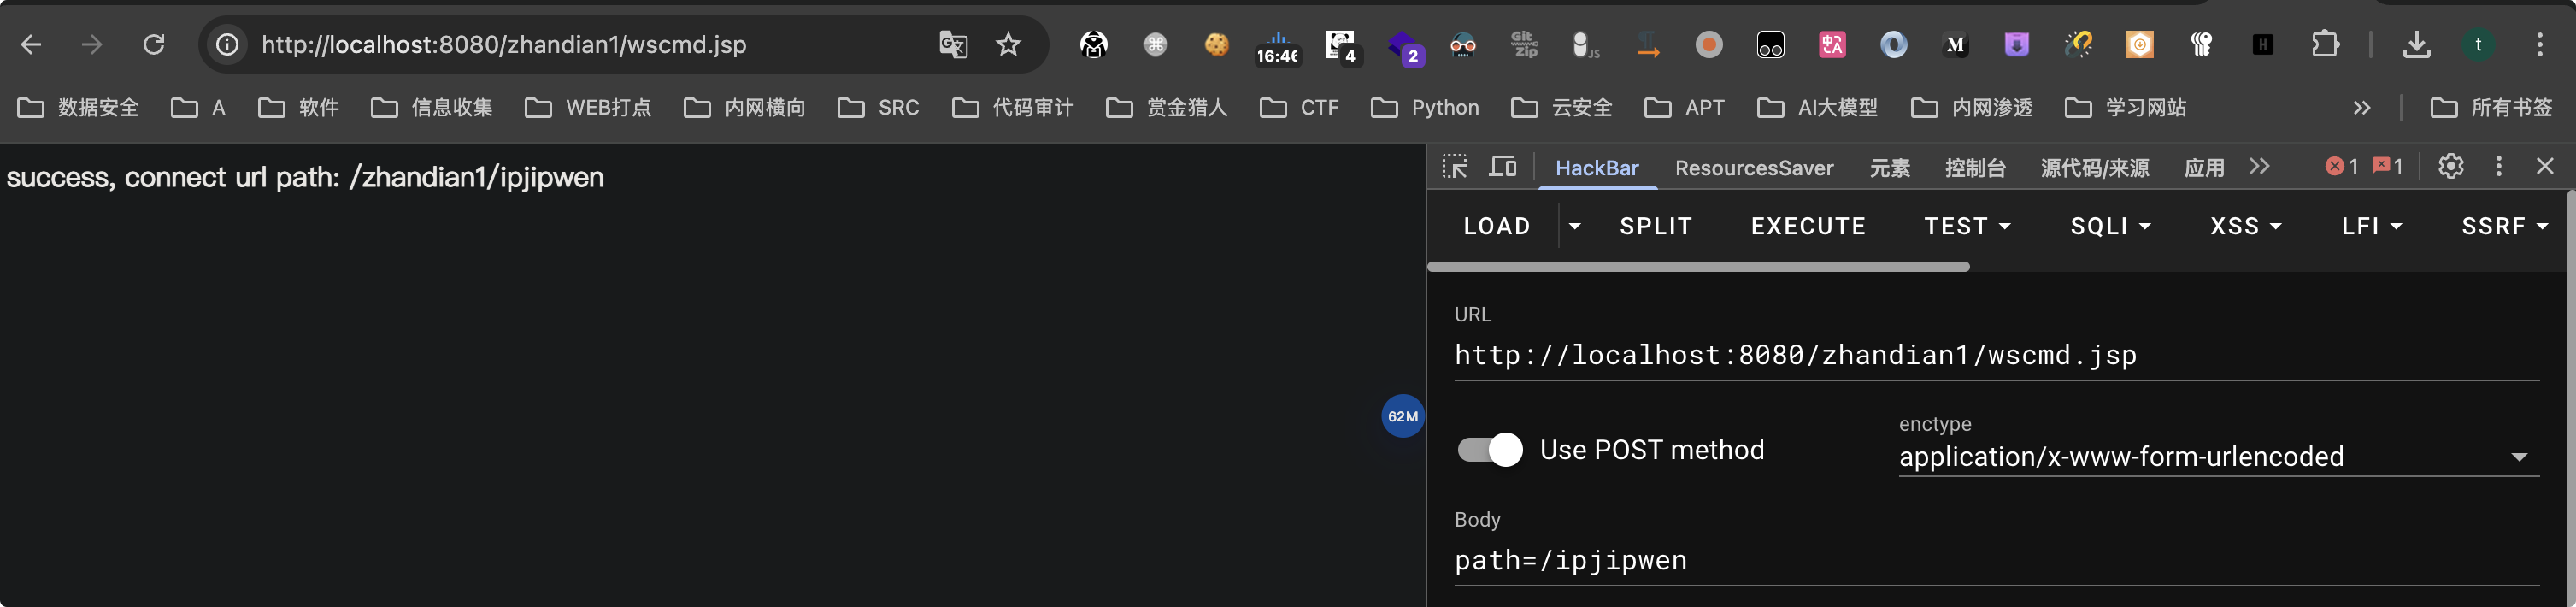 http://localhost:8080/zhandian1/wscmd.jsp
16:46
4
2
Git
Zip
JS
M
H
t
数据安全 A 软件 信息收集 WEB打点 内网横向 SRC 代码审计 赏金猎人 CTF Python 云安全 APT AI大模型 内网渗透 学习网站 » 所有书签
success, connect url path: /zhandian1/ipjipwen
HackBar ResourcesSaver 元素 控制台 源代码/来源 应用 » 1 1
LOAD SPLIT EXECUTE TEST SQLI XSS LFI SSRF
URL
http://localhost:8080/zhandian1/wscmd.jsp
62M
Use POST method
enctype
application/x-www-form-urlencoded
Body
path=/ipjipwen